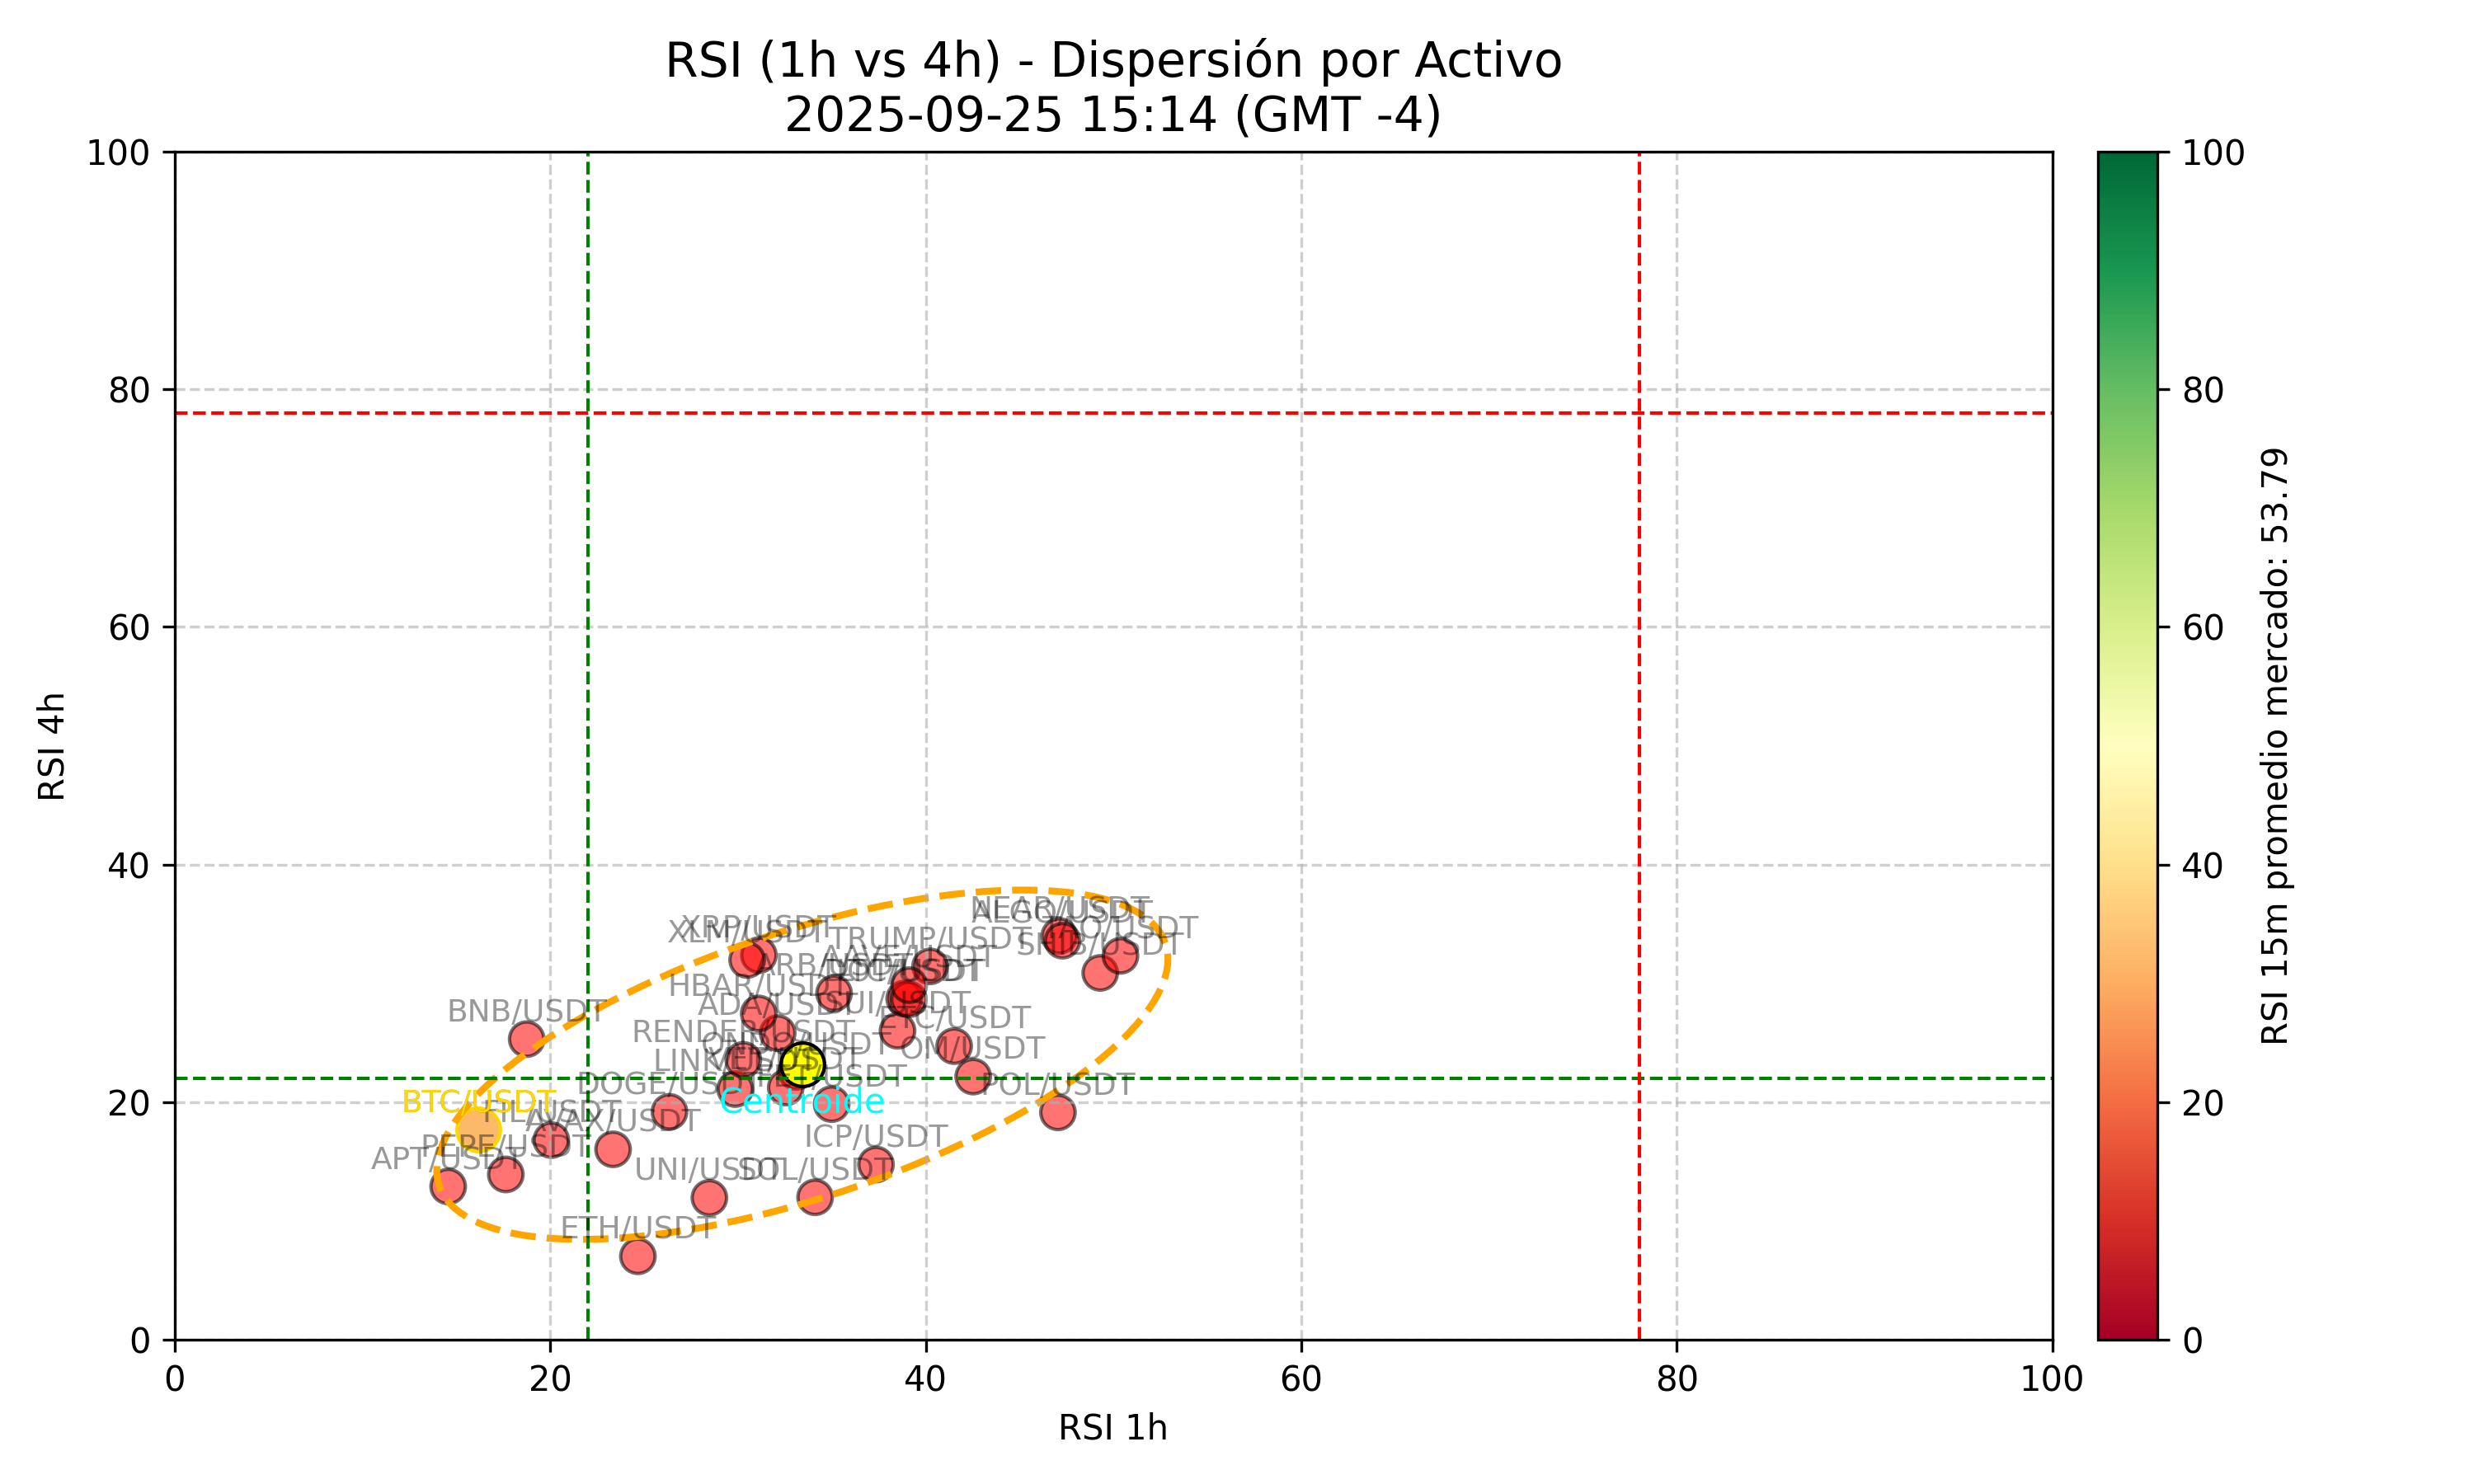 RSI (1h vs 4h) - Dispersión por Activo
2025-09-25 15:14 (GMT -4)
100
80
60
40
20
0
RSI 4h
0
20
40
60
80
100
RSI 1h
100
80
60
40
20
0
RSI 15m promedio mercado: 53.79
NEAR/USDT
XRP/USDT
XLM/USDT
TRUMP/USDT
SHIB/USDT
HBAR/USDT
ADA/USDT
SUI/USDT
BNB/USDT
RENDER/USDT
OM/USDT
DOGE/USDT
POL/USDT
BTC/USDT
Centroide
AVAX/USDT
PEPE/USDT
APT/USDT
ICP/USDT
UNI/USDT
SOL/USDT
ETH/USDT